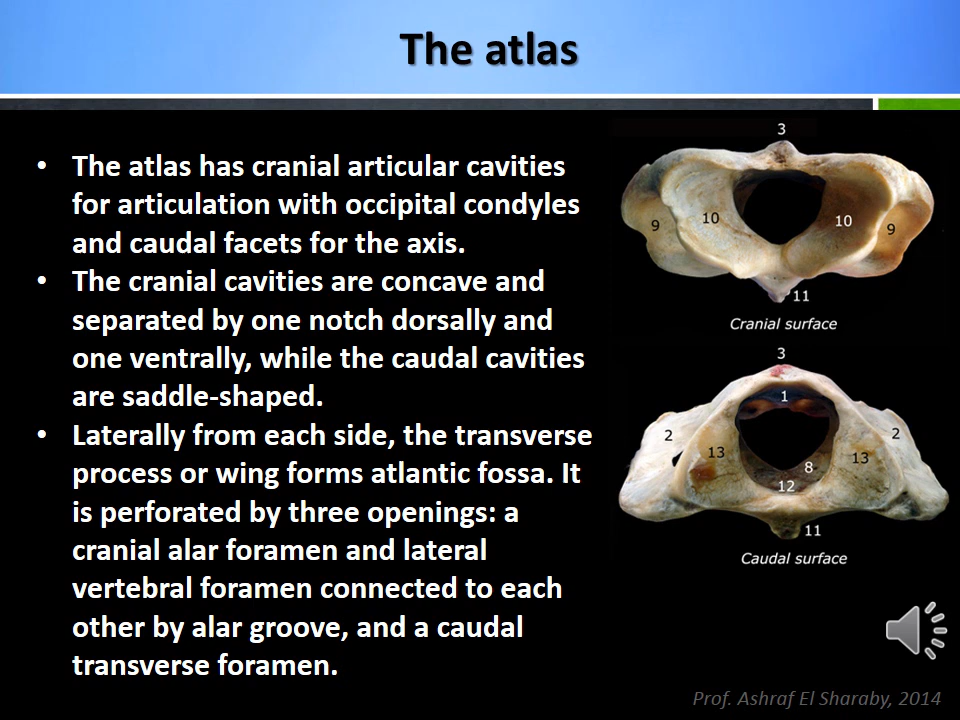 The atlas
• The atlas has cranial articular cavities
for articulation with occipital condyles
and caudal facets for the axis.
• The cranial cavities are concave and
separated by one notch dorsally and
one ventrally, while the caudal cavities
are saddle-shaped.
• Laterally from each side, the transverse
process or wing forms atlantic fossa. It
is perforated by three openings: a
cranial alar foramen and lateral
vertebral foramen connected to each
other by alar groove, and a caudal
transverse foramen.
3
9 10 10 9
11
Cranial surface
3
1
2 2
13 13
8
12
11
Caudal surface
Prof. Ashraf El Sharaby, 2014